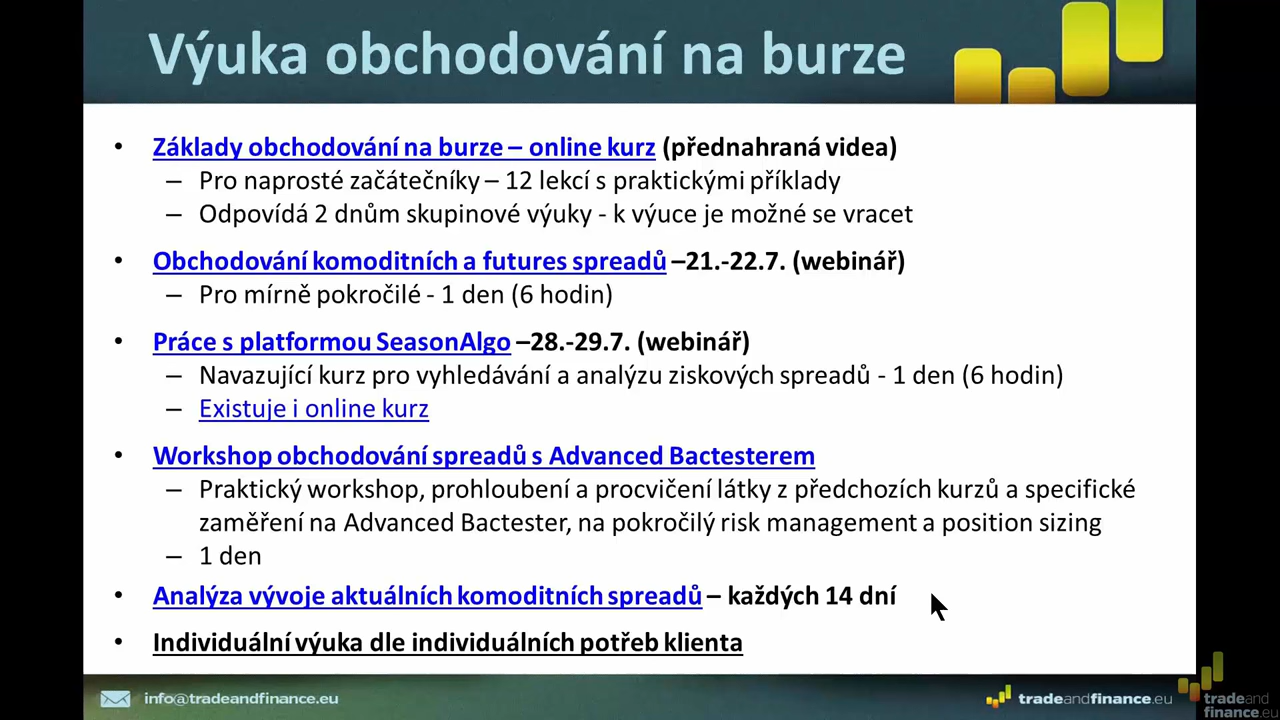 Výuka obchodování na burze
• Základy obchodování na burze – online kurz (přednahraná videa)
– Pro naprosté začátečníky – 12 lekcí s praktickými příklady
– Odpovídá 2 dnům skupinové výuky - k výuce je možné se vracet
• Obchodování komoditních a futures spreadů –21.-22.7. (webinář)
– Pro mírně pokročilé - 1 den (6 hodin)
• Práce s platformou SeasonAlgo –28.-29.7. (webinář)
– Navazující kurz pro vyhledávání a analýzu ziskových spreadů - 1 den (6 hodin)
– Existuje i online kurz
• Workshop obchodování spreadů s Advanced Bactesterem
– Praktický workshop, prohloubení a procvičení látky z předchozích kurzů a specifické
zaměření na Advanced Bactester, na pokročilý risk management a position sizing
– 1 den
• Analýza vývoje aktuálních komoditních spreadů – každých 14 dní
• Individuální výuka dle individuálních potřeb klienta
info@tradeandfinance.eu
tradeandfinance.eu
tradeand
finance.eu